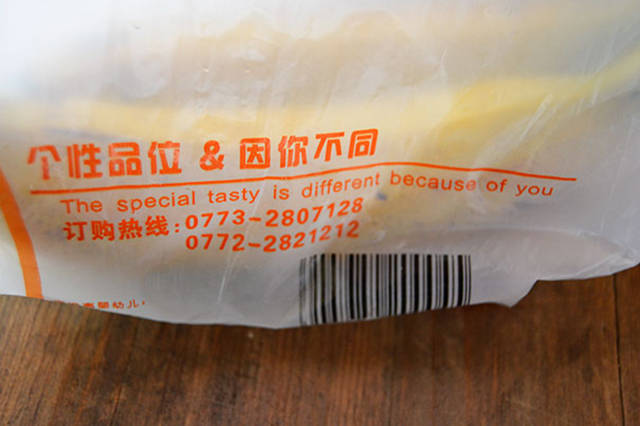 个性品位 & 因你不同
The special tasty is different because of you
订购热线:0773-2807128
0772-2821212